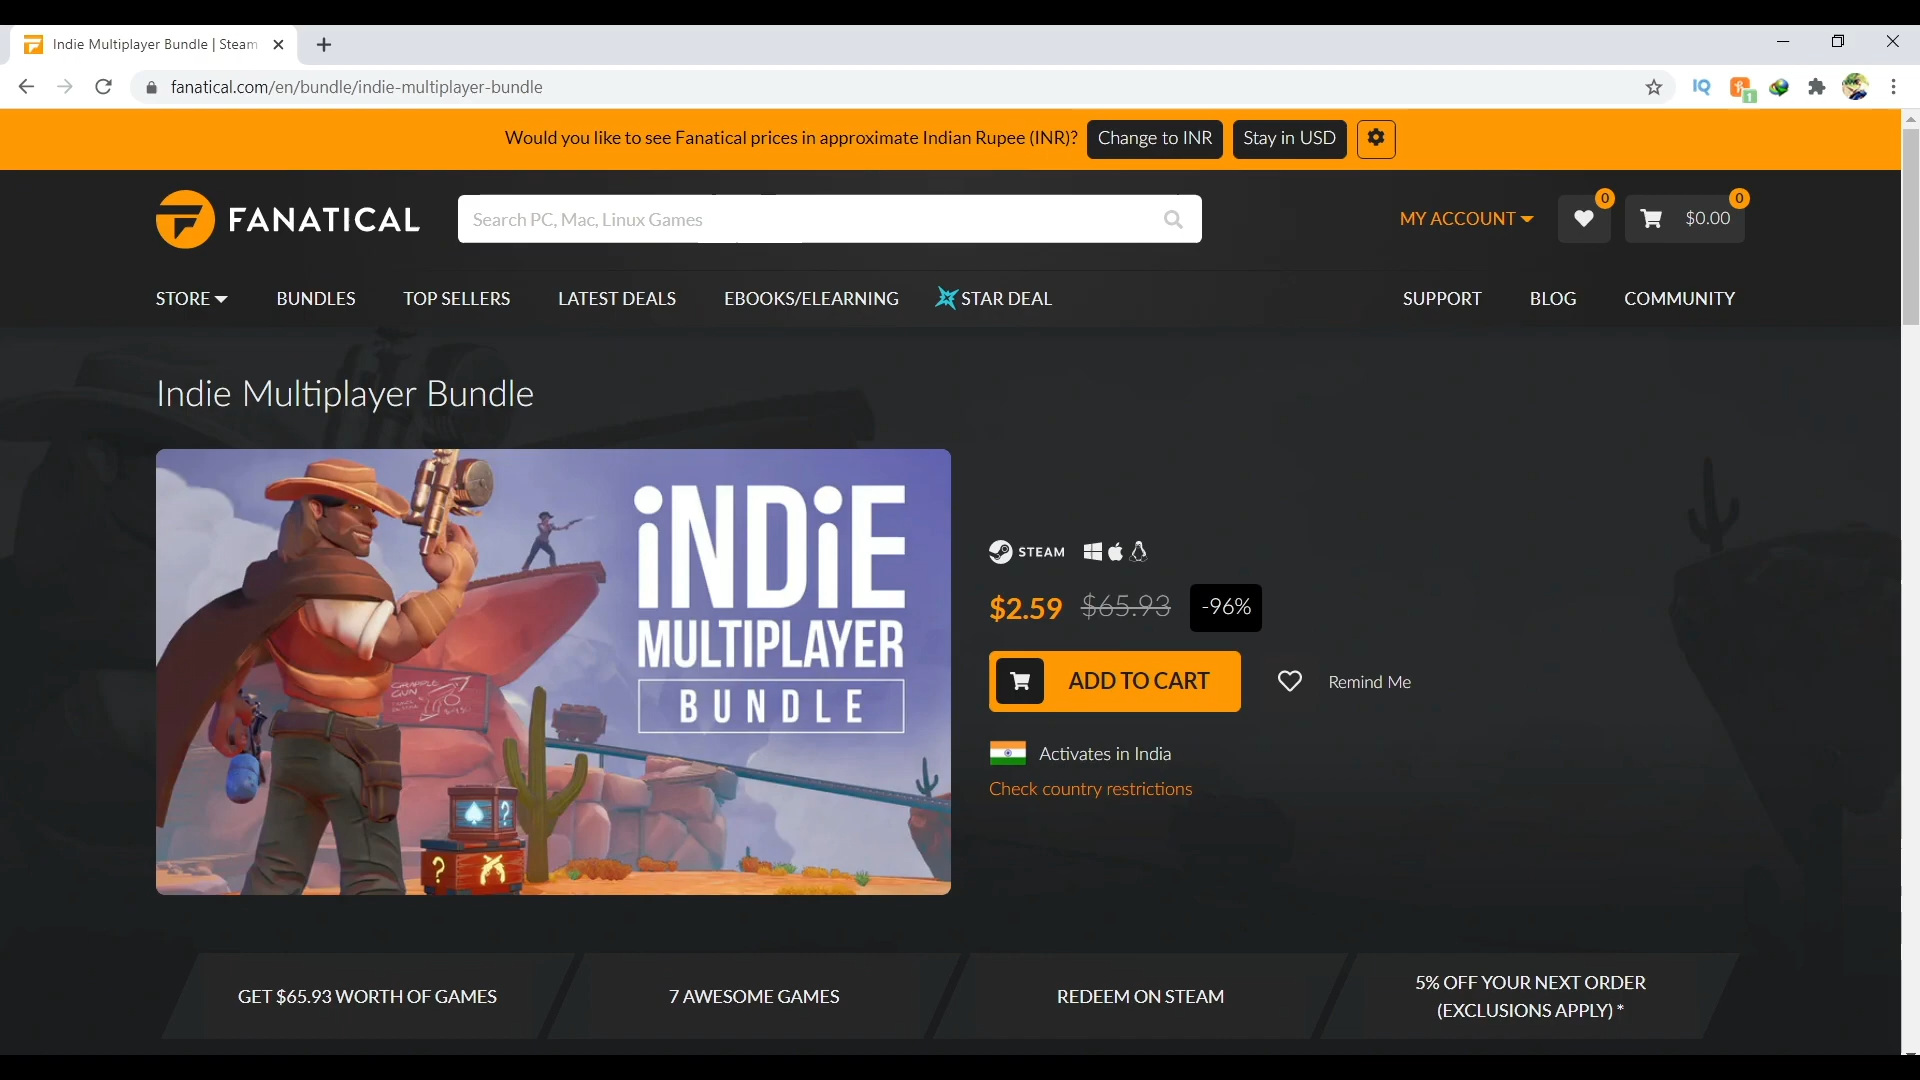 Indie Multiplayer Bundle | Steam
fanatical.com/en/bundle/indie-multiplayer-bundle
IQ
1
Would you like to see Fanatical prices in approximate Indian Rupee (INR)? Change to INR Stay in USD
FANATICAL
Search PC, Mac, Linux Games
MY ACCOUNT
0
$0.00
0
STORE BUNDLES TOP SELLERS LATEST DEALS EBOOKS/ELEARNING STAR DEAL SUPPORT BLOG COMMUNITY
Indie Multiplayer Bundle
iNDiE
MULTIPLAYER
BUNDLE
GRAPPLE
GUN
?
?
STEAM
$2.59 $65.93 -96%
ADD TO CART Remind Me
Activates in India
Check country restrictions
GET $65.93 WORTH OF GAMES
7 AWESOME GAMES
REDEEM ON STEAM
5% OFF YOUR NEXT ORDER
(EXCLUSIONS APPLY) *